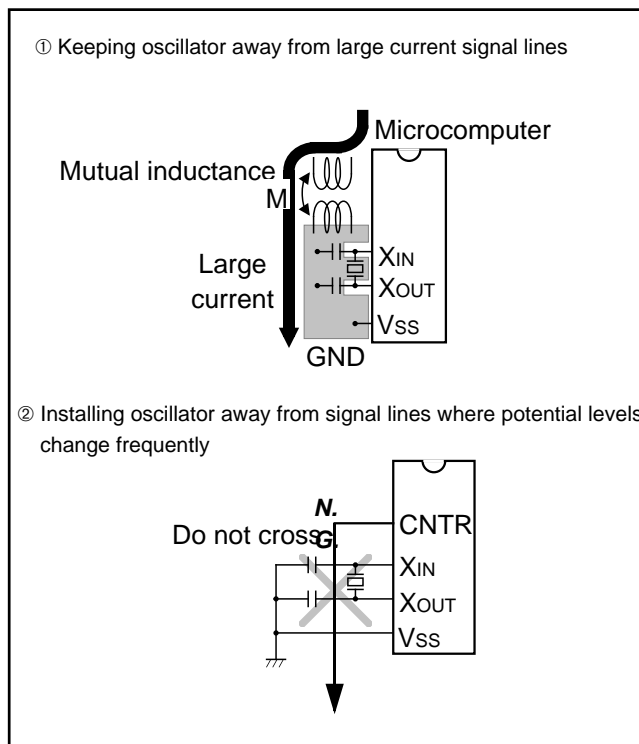 ① Keeping oscillator away from large current signal lines
Microcomputer
Mutual inductance
M
Large
current
XIN
XOUT
VSS
GND
② Installing oscillator away from signal lines where potential levels
change frequently
N.
G.
Do not cross
CNTR
XIN
XOUT
VSS